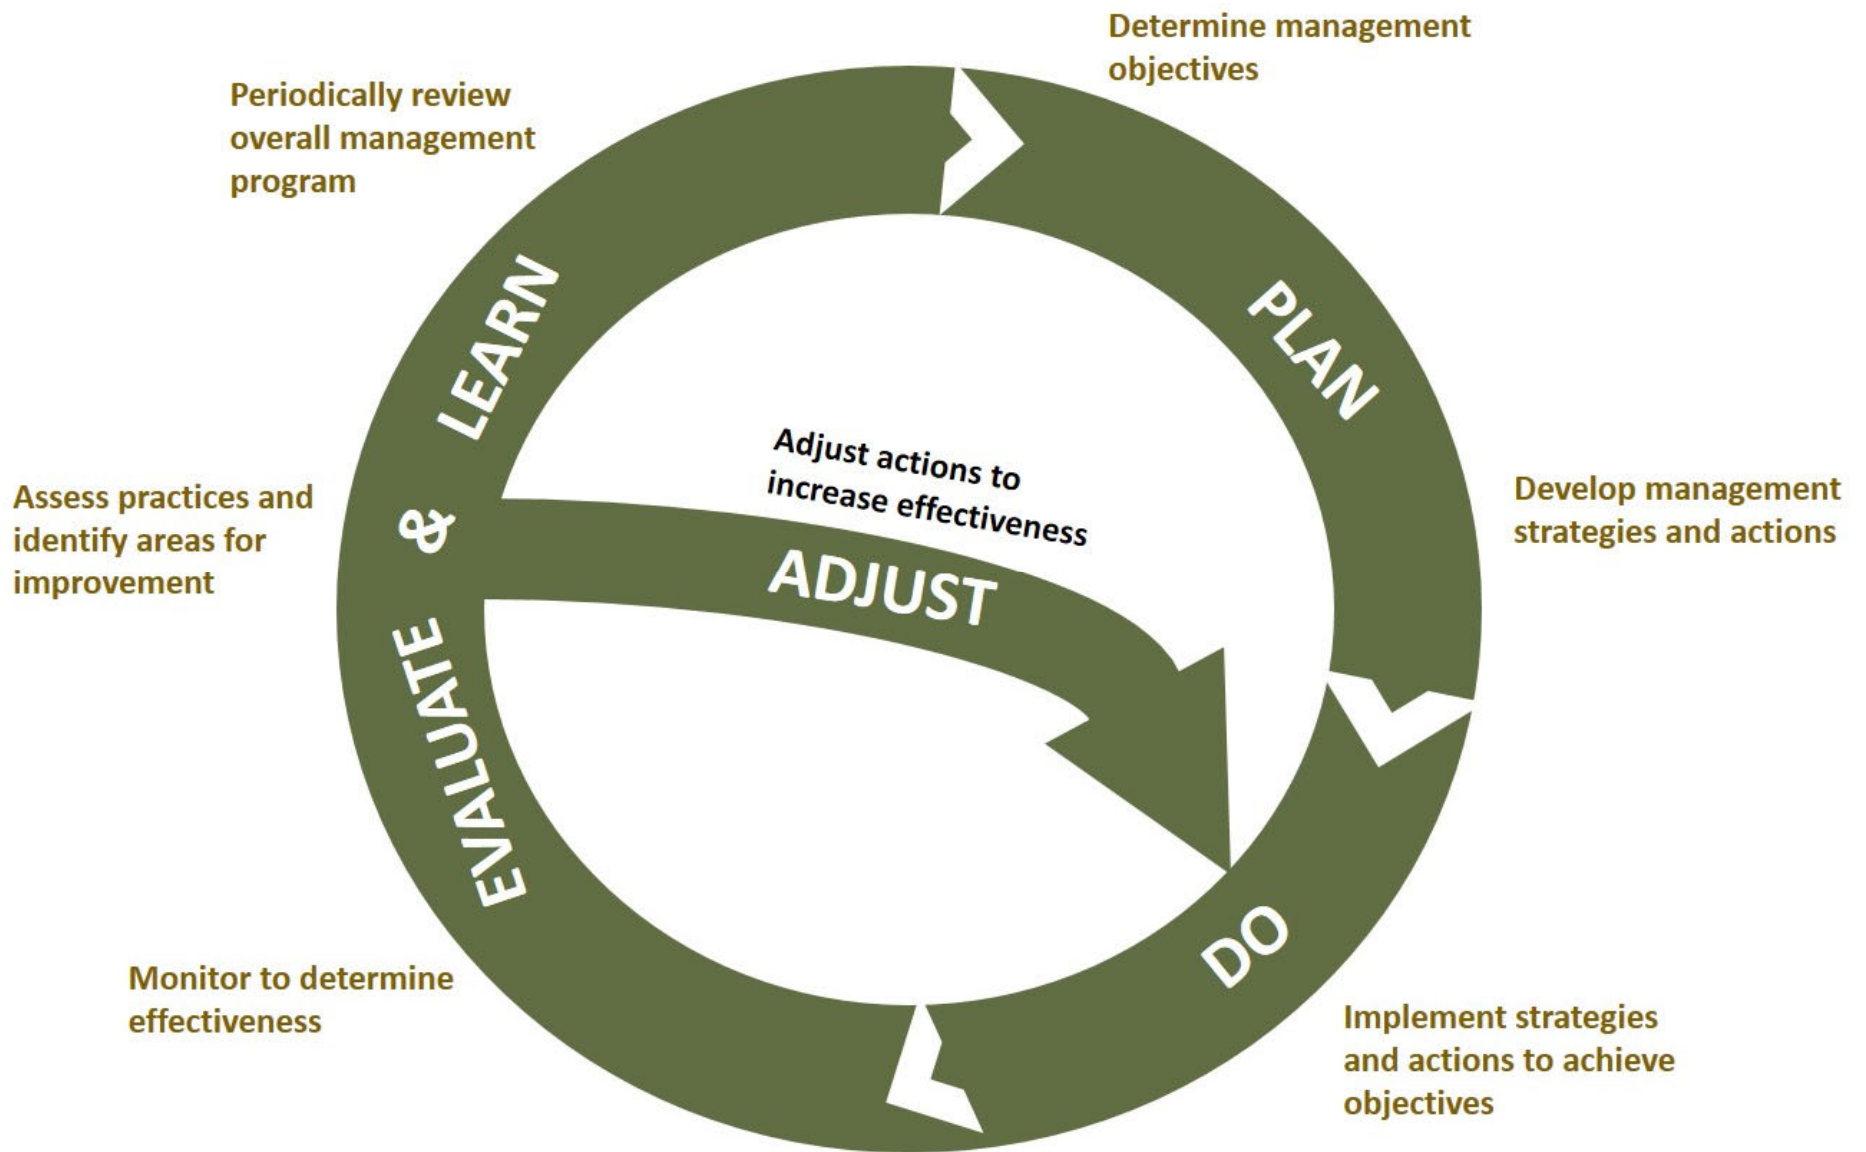 Determine management
objectives
Periodically review
overall management
program
PLAN
LEARN
&
EVALUATE
Adjust actions to
increase effectiveness
ADJUST
Develop management
strategies and actions
Assess practices and
identify areas for
improvement
DO
Implement strategies
and actions to achieve
objectives
Monitor to determine
effectiveness